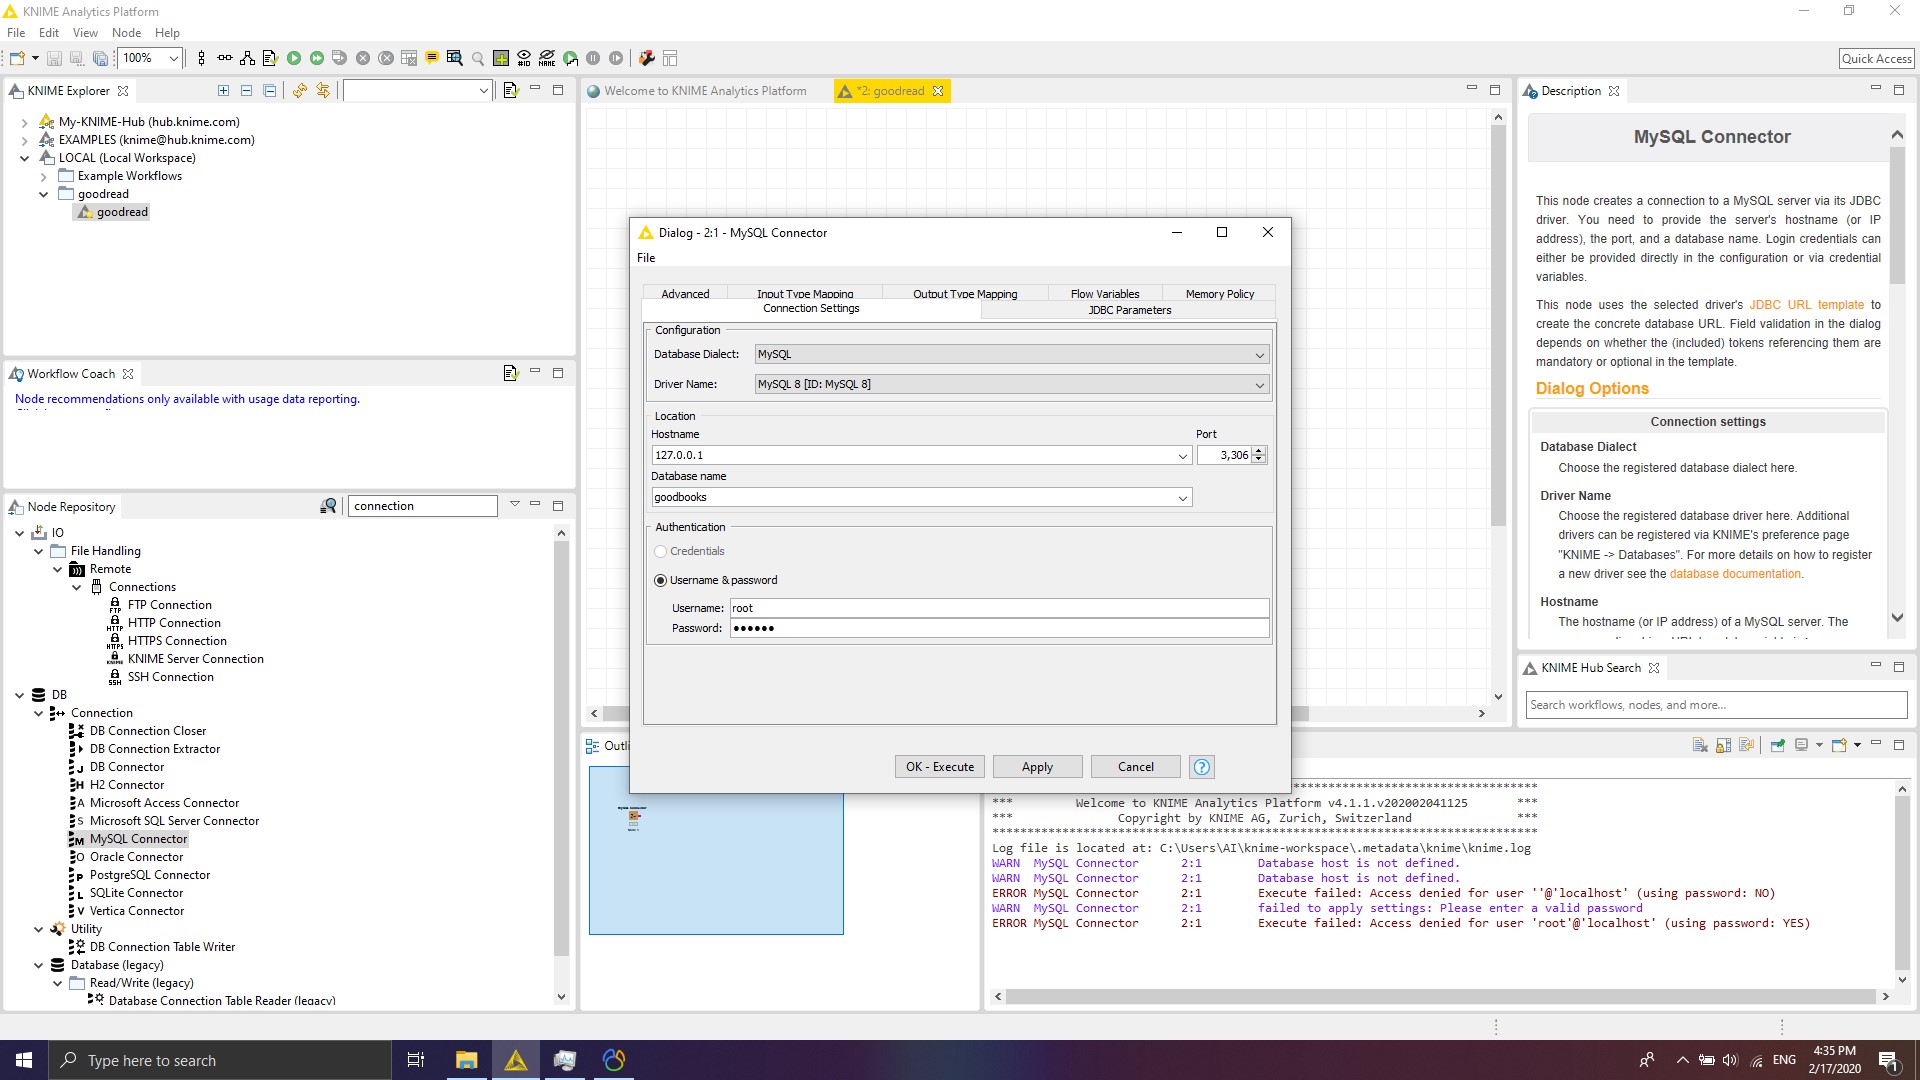 KNIME Analytics Platform
File Edit View Node Help
100%
Quick Access
KNIME Explorer
My-KNIME-Hub (hub.knime.com)
EXAMPLES (knime@hub.knime.com)
LOCAL (Local Workspace)
Example Workflows
goodread
goodread
Workflow Coach
Node recommendations only available with usage data reporting.
Node Repository
connection
IO
File Handling
Remote
Connections
FTP Connection
HTTP Connection
HTTPS Connection
KNIME Server Connection
SSH Connection
DB
Connection
DB Connection Closer
DB Connection Extractor
DB Connector
H2 Connector
Microsoft Access Connector
Microsoft SQL Server Connector
MySQL Connector
Oracle Connector
PostgreSQL Connector
SQLite Connector
Vertica Connector
Utility
DB Connection Table Writer
Database (legacy)
Read/Write (legacy)
Database Connection Table Reader (legacy)
Welcome to KNIME Analytics Platform
*2: goodread
Dialog - 2:1 - MySQL Connector
File
Advanced Input Type Mapping Output Type Mapping Flow Variables Memory Policy
Connection Settings JDBC Parameters
Configuration
Database Dialect: MySQL
Driver Name: MySQL 8 [ID: MySQL 8]
Location
Hostname Port
127.0.0.1 3,306
Database name
goodbooks
Authentication
Credentials
Username & password
Username: root
Password: ••••••
OK - Execute Apply Cancel
Outli
MySQL Connector
Description
MySQL Connector
This node creates a connection to a MySQL server via its JDBC
driver. You need to provide the server's hostname (or IP
address), the port, and a database name. Login credentials can
either be provided directly in the configuration or via credential
variables.
This node uses the selected driver's JDBC URL template to
create the concrete database URL. Field validation in the dialog
depends on whether the (included) tokens referencing them are
mandatory or optional in the template.
Dialog Options
Connection settings
Database Dialect
Choose the registered database dialect here.
Driver Name
Choose the registered database driver here. Additional
drivers can be registered via KNIME's preference page
"KNIME -> Databases". For more details on how to register
a new driver see the database documentation.
Hostname
The hostname (or IP address) of a MySQL server. The
KNIME Hub Search
Search workflows, nodes, and more...
*** Welcome to KNIME Analytics Platform v4.1.1.v202002041125 ***
*** Copyright by KNIME AG, Zurich, Switzerland ***
**********************************************************************************
Log file is located at: C:\Users\AI\knime-workspace\.metadata\knime\knime.log
WARN MySQL Connector 2:1 Database host is not defined.
WARN MySQL Connector 2:1 Database host is not defined.
ERROR MySQL Connector 2:1 Execute failed: Access denied for user ''@'localhost' (using password: NO)
WARN MySQL Connector 2:1 failed to apply settings: Please enter a valid password
ERROR MySQL Connector 2:1 Execute failed: Access denied for user 'root'@'localhost' (using password: YES)
Type here to search
ENG
4:35 PM
2/17/2020
1